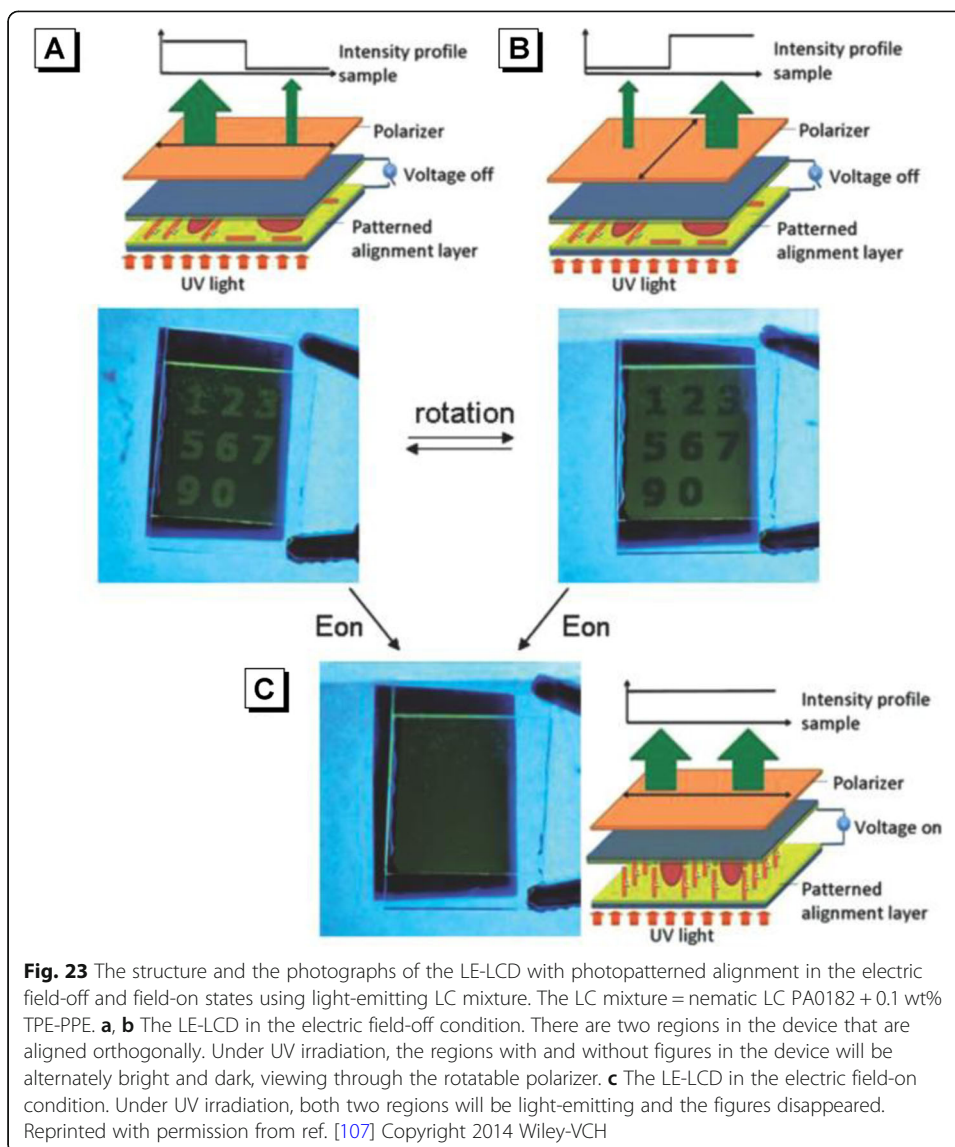 A
Intensity profile
sample
Polarizer
Voltage off
Patterned
alignment layer
UV light
B
Intensity profile
sample
Polarizer
Voltage off
Patterned
alignment layer
UV light
1 2 3
5 6 7
9 0
rotation
1 2 3
5 6 7
9 0
Eon
Eon
C
Intensity profile
sample
Polarizer
Voltage on
Patterned
alignment layer
UV light
Fig. 23 The structure and the photographs of the LE-LCD with photopatterned alignment in the electric
field-off and field-on states using light-emitting LC mixture. The LC mixture = nematic LC PA0182 + 0.1 wt%
TPE-PPE. a, b The LE-LCD in the electric field-off condition. There are two regions in the device that are
aligned orthogonally. Under UV irradiation, the regions with and without figures in the device will be
alternately bright and dark, viewing through the rotatable polarizer. c The LE-LCD in the electric field-on
condition. Under UV irradiation, both two regions will be light-emitting and the figures disappeared.
Reprinted with permission from ref. [107] Copyright 2014 Wiley-VCH